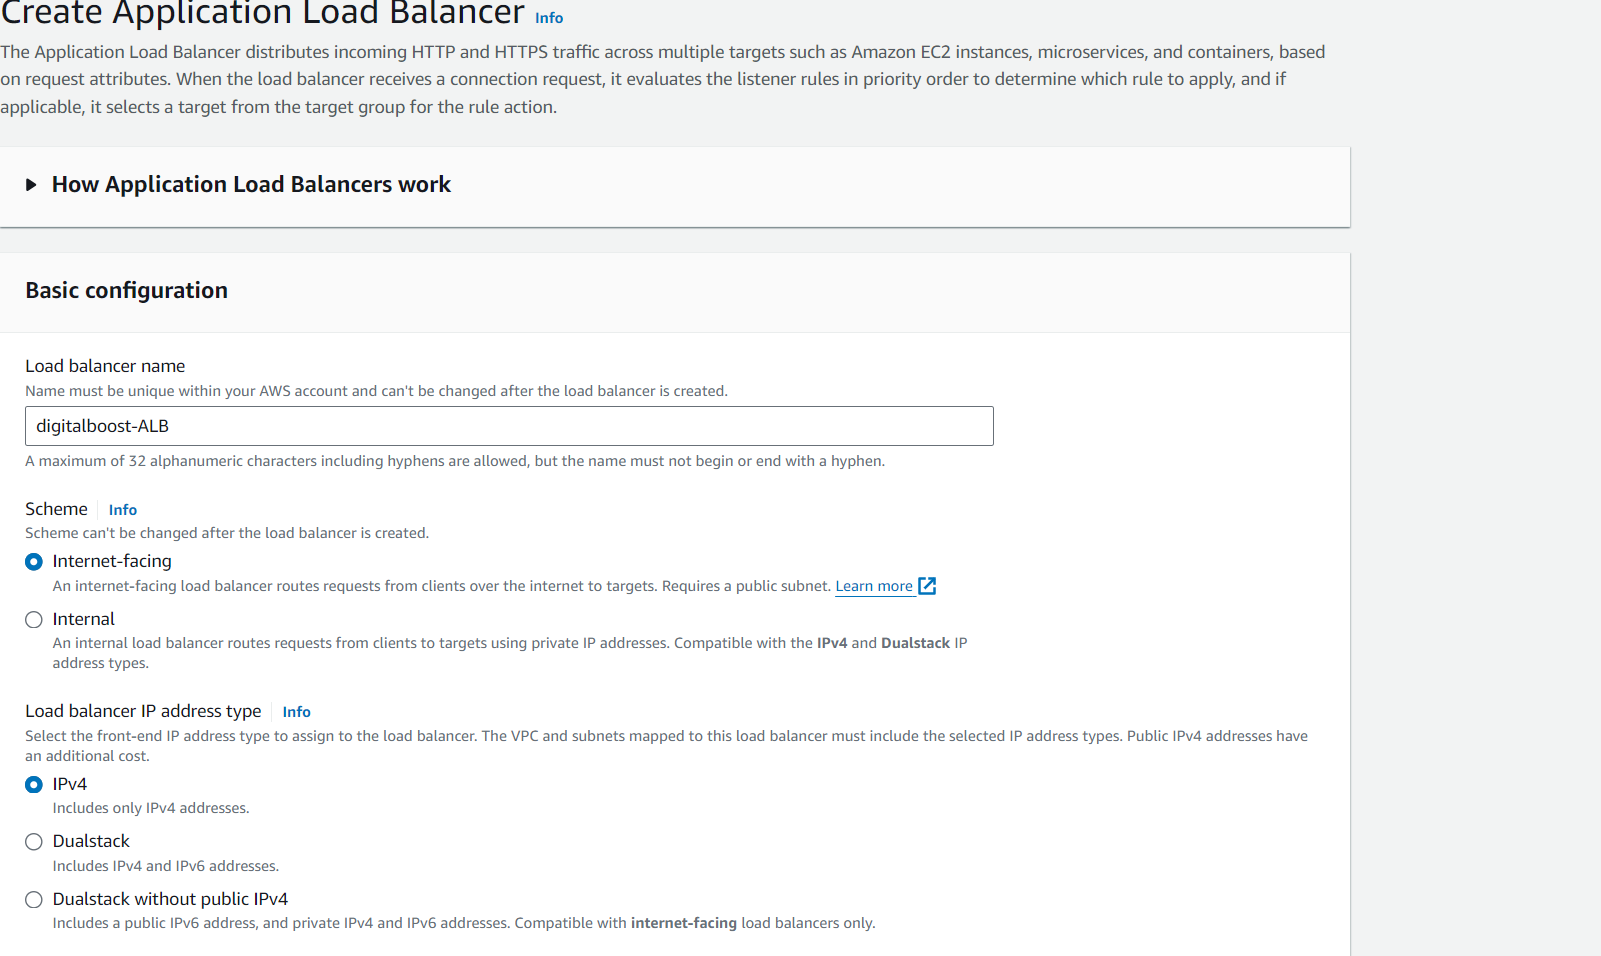 Create Application Load Balancer Info
The Application Load Balancer distributes incoming HTTP and HTTPS traffic across multiple targets such as Amazon EC2 instances, microservices, and containers, based
on request attributes. When the load balancer receives a connection request, it evaluates the listener rules in priority order to determine which rule to apply, and if
applicable, it selects a target from the target group for the rule action.
How Application Load Balancers work
Basic configuration
Load balancer name
Name must be unique within your AWS account and can't be changed after the load balancer is created.
digitalboost-ALB
A maximum of 32 alphanumeric characters including hyphens are allowed, but the name must not begin or end with a hyphen.
Scheme Info
Scheme can't be changed after the load balancer is created.
Internet-facing
An internet-facing load balancer routes requests from clients over the internet to targets. Requires a public subnet. Learn more
Internal
An internal load balancer routes requests from clients to targets using private IP addresses. Compatible with the IPv4 and Dualstack IP
address types.
Load balancer IP address type Info
Select the front-end IP address type to assign to the load balancer. The VPC and subnets mapped to this load balancer must include the selected IP address types. Public IPv4 addresses have
an additional cost.
IPv4
Includes only IPv4 addresses.
Dualstack
Includes IPv4 and IPv6 addresses.
Dualstack without public IPv4
Includes a public IPv6 address, and private IPv4 and IPv6 addresses. Compatible with internet-facing load balancers only.